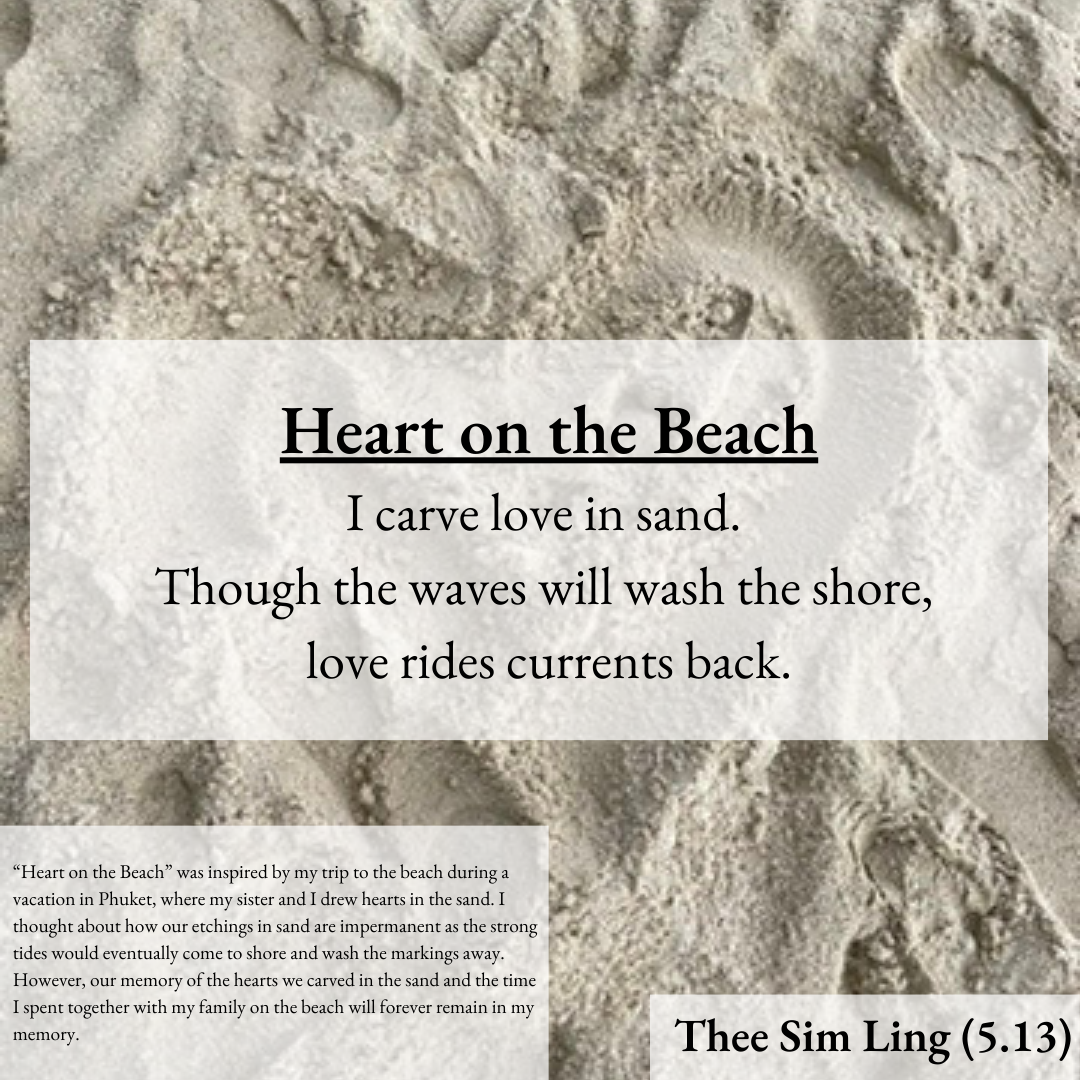 Heart on the Beach
I carve love in sand.
Though the waves will wash the shore,
love rides currents back.
“Heart on the Beach” was inspired by my trip to the beach during a
vacation in Phuket, where my sister and I drew hearts in the sand. I
thought about how our etchings in sand are impermanent as the strong
tides would eventually come to shore and wash the markings away.
However, our memory of the hearts we carved in the sand and the time
I spent together with my family on the beach will forever remain in my
memory.
Thee Sim Ling (5.13)